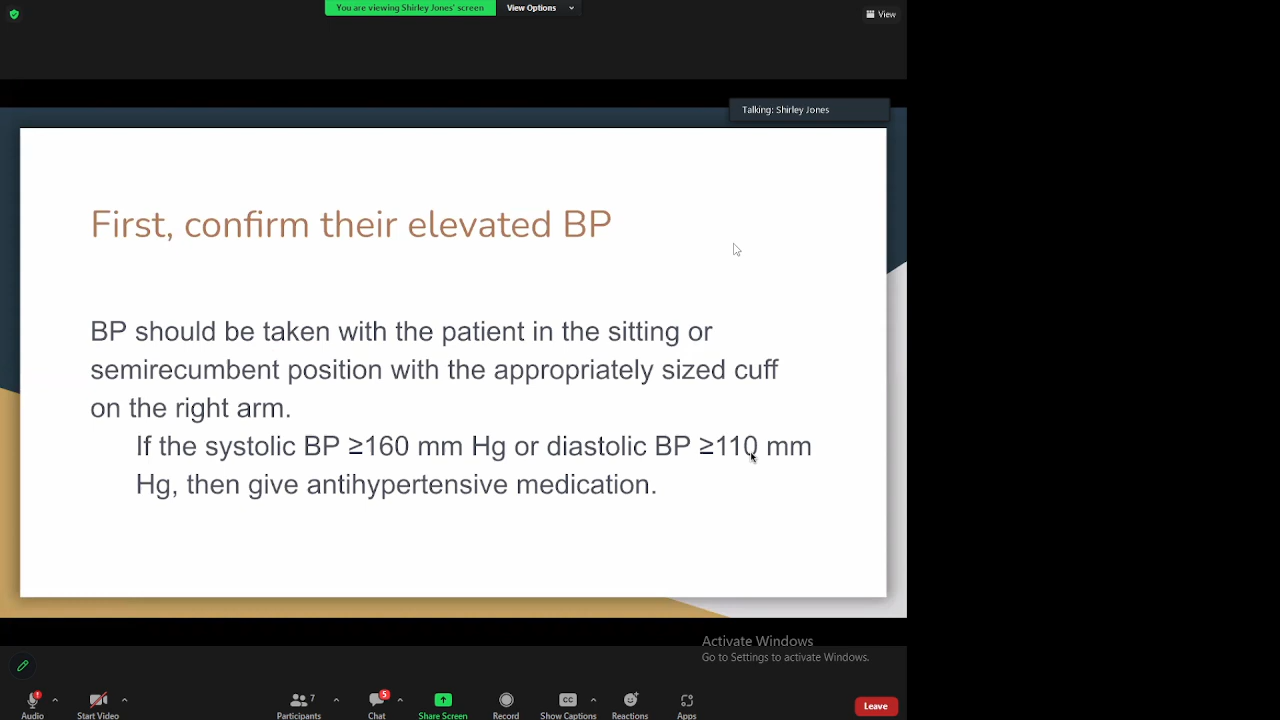 You are viewing Shirley Jones' screen
View Options
View
Talking: Shirley Jones
First, confirm their elevated BP
BP should be taken with the patient in the sitting or
semirecumbent position with the appropriately sized cuff
on the right arm.
If the systolic BP ≥160 mm Hg or diastolic BP ≥110 mm
Hg, then give antihypertensive medication.
Activate Windows
Go to Settings to activate Windows.
7
5
Audio
Start Video
Participants
Chat
Share Screen
Record
CC
Show Captions
Reactions
Apps
Leave